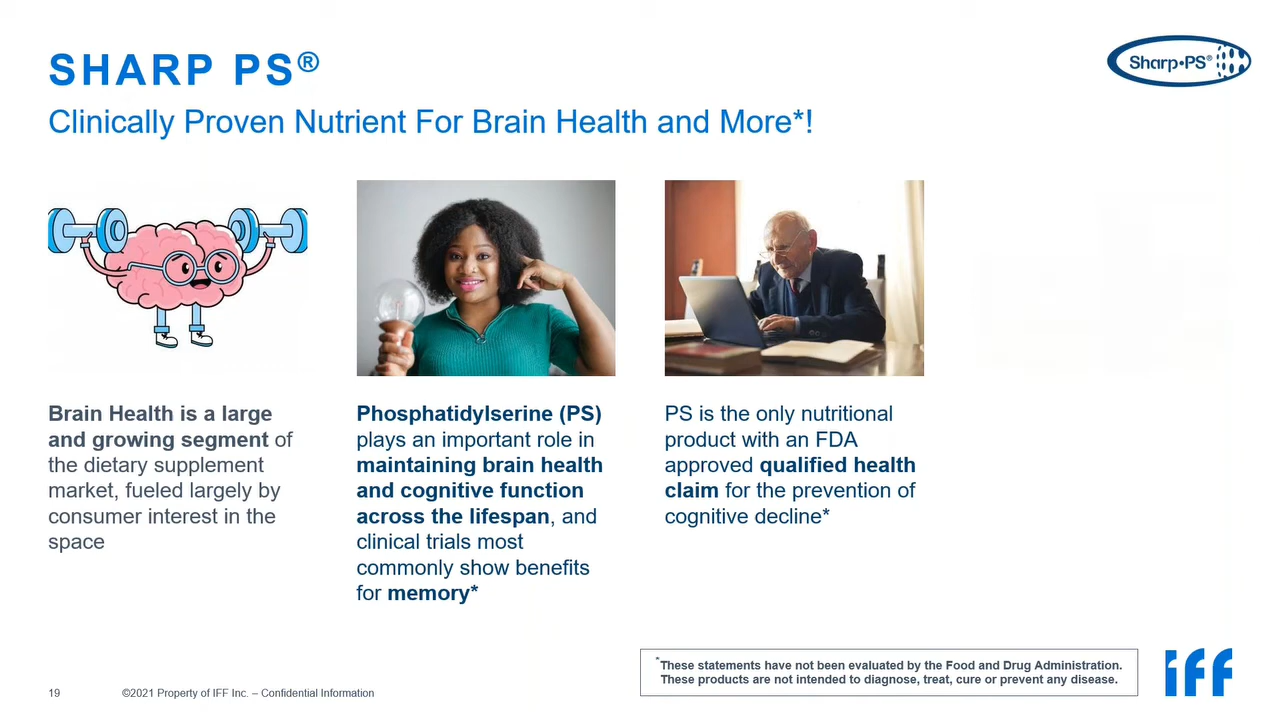 SHARP PS®
Sharp•PS®
Clinically Proven Nutrient For Brain Health and More*!
Brain Health is a large
and growing segment of
the dietary supplement
market, fueled largely by
consumer interest in the
space
Phosphatidylserine (PS)
plays an important role in
maintaining brain health
and cognitive function
across the lifespan, and
clinical trials most
commonly show benefits
for memory*
PS is the only nutritional
product with an FDA
approved qualified health
claim for the prevention of
cognitive decline*
*These statements have not been evaluated by the Food and Drug Administration.
These products are not intended to diagnose, treat, cure or prevent any disease.
19
©2021 Property of IFF Inc. – Confidential Information
iff